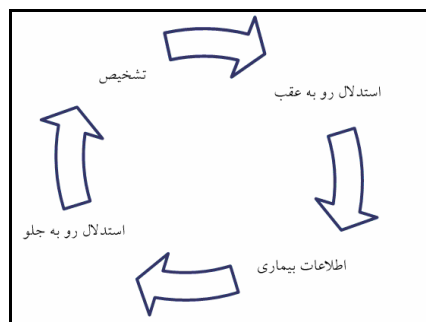 تشخیص
استدلال رو به عقب
اطلاعات بیماری
استدلال رو به جلو